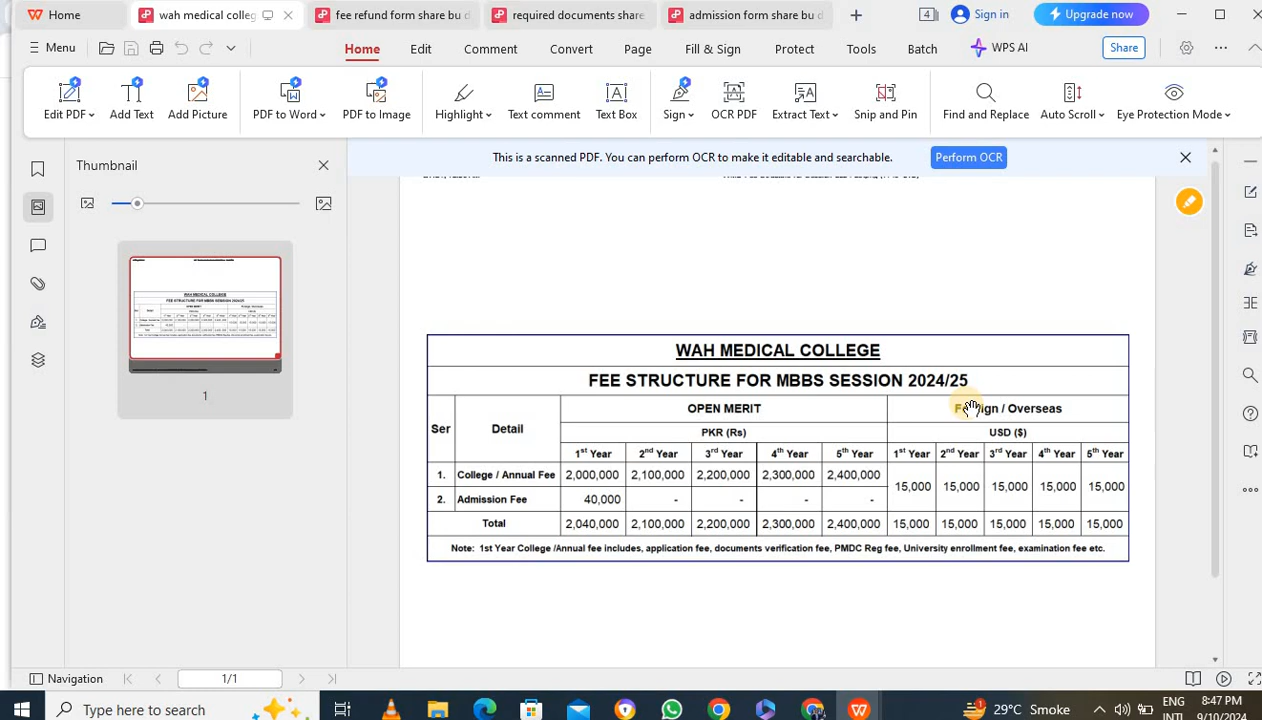 Home
wah medical colleg
fee refund form share bu d
required documents share
admission form share bu d
4
Sign in
Upgrade now
Menu
Home
Edit
Comment
Convert
Page
Fill & Sign
Protect
Tools
Batch
WPS AI
Share
Edit PDF
Add Text
Add Picture
PDF to Word
PDF to Image
Highlight
Text comment
Text Box
Sign
OCR PDF
Extract Text
Snip and Pin
Find and Replace
Auto Scroll
Eye Protection Mode
Thumbnail
This is a scanned PDF. You can perform OCR to make it editable and searchable.
Perform OCR
WAH MEDICAL COLLEGE
FEE STRUCTURE FOR MBBS SESSION 2024/25
1
WAH MEDICAL COLLEGE
FEE STRUCTURE FOR MBBS SESSION 2024/25
Ser Detail OPEN MERIT Foreign / Overseas
PKR (Rs) USD ($)
1st Year 2nd Year 3rd Year 4th Year 5th Year 1st Year 2nd Year 3rd Year 4th Year 5th Year
1. College / Annual Fee 2,000,000 2,100,000 2,200,000 2,300,000 2,400,000 15,000 15,000 15,000 15,000 15,000
2. Admission Fee 40,000 - - - -
Total 2,040,000 2,100,000 2,200,000 2,300,000 2,400,000 15,000 15,000 15,000 15,000 15,000
Note: 1st Year College /Annual fee includes, application fee, documents verification fee, PMDC Reg fee, University enrollment fee, examination fee etc.
Navigation
1/1
Type here to search
29°C Smoke
ENG
INTL
8:47 PM
9/10/2024